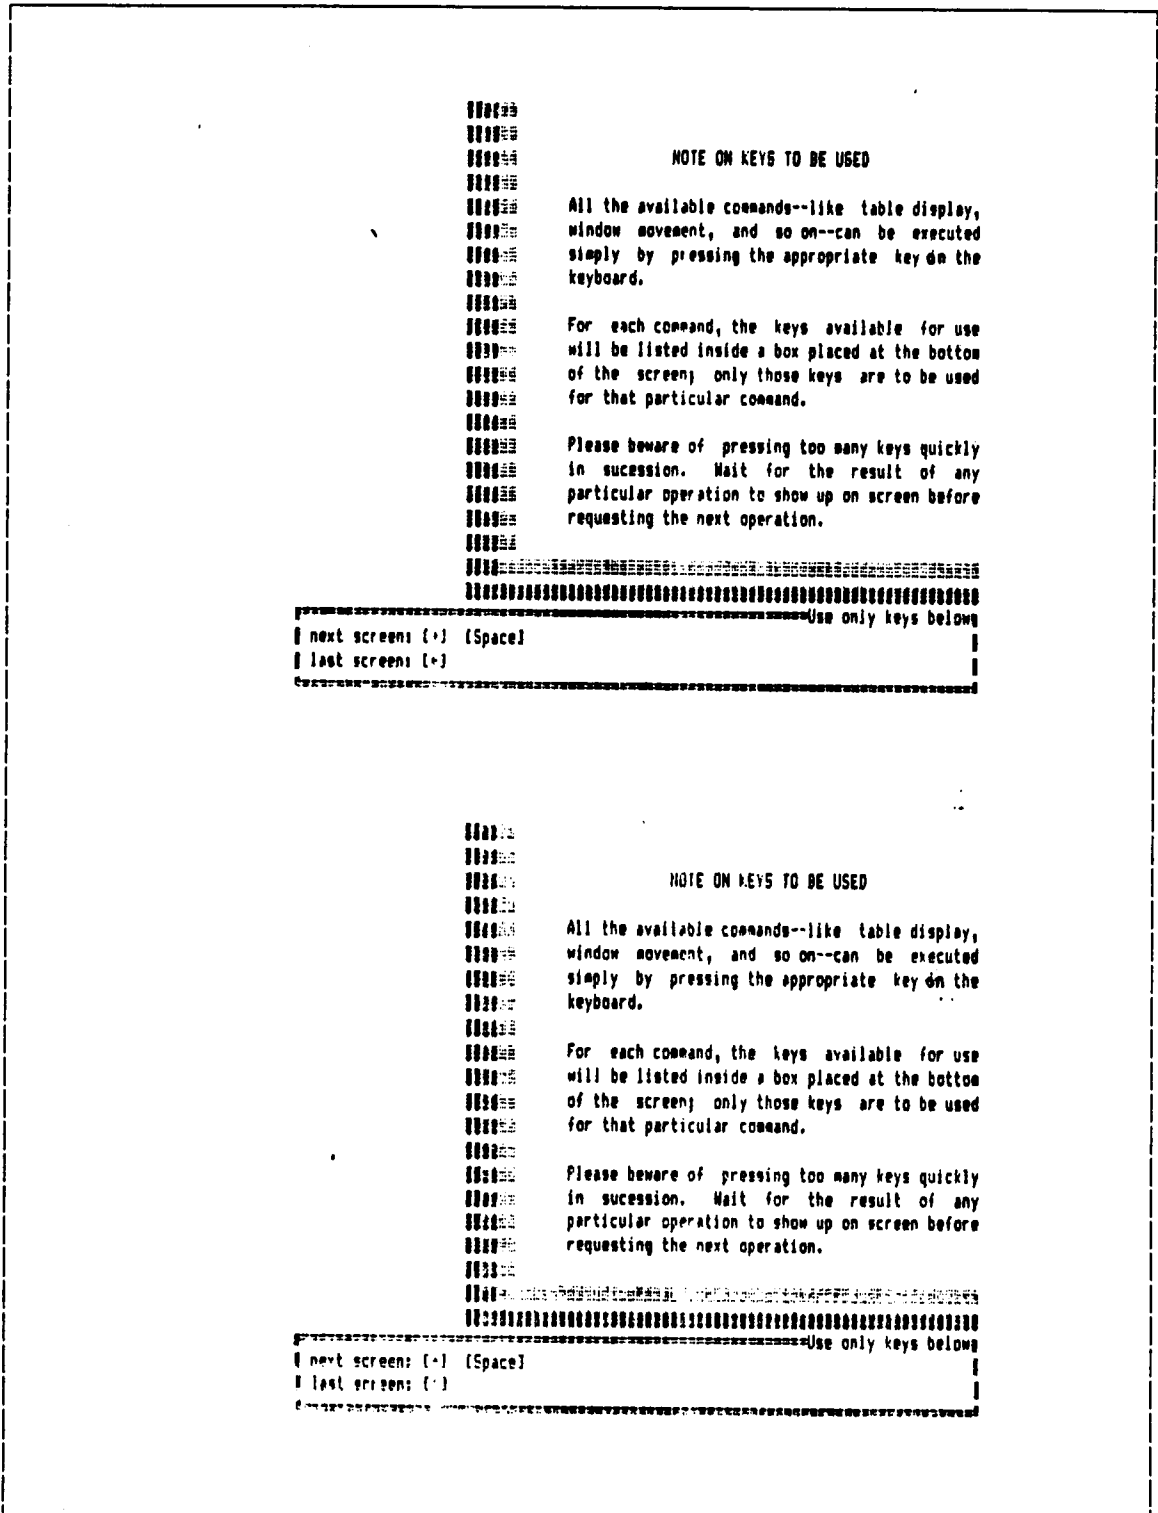 NOTE ON KEYS TO BE USED
All the available commands--like table display,
window movement, and so on--can be executed
simply by pressing the appropriate key on the
keyboard.
For each command, the keys available for use
will be listed inside a box placed at the bottom
of the screen; only those keys are to be used
for that particular command.
Please beware of pressing too many keys quickly
in sucession. Wait for the result of any
particular operation to show up on screen before
requesting the next operation.
Use only keys below
next screen: [Space]
last screen:
NOTE ON KEYS TO BE USED
All the available commands--like table display,
window movement, and so on--can be executed
simply by pressing the appropriate key on the
keyboard.
For each command, the keys available for use
will be listed inside a box placed at the bottom
of the screen; only those keys are to be used
for that particular command.
Please beware of pressing too many keys quickly
in sucession. Wait for the result of any
particular operation to show up on screen before
requesting the next operation.
Use only keys below
next screen: [Space]
last screen: